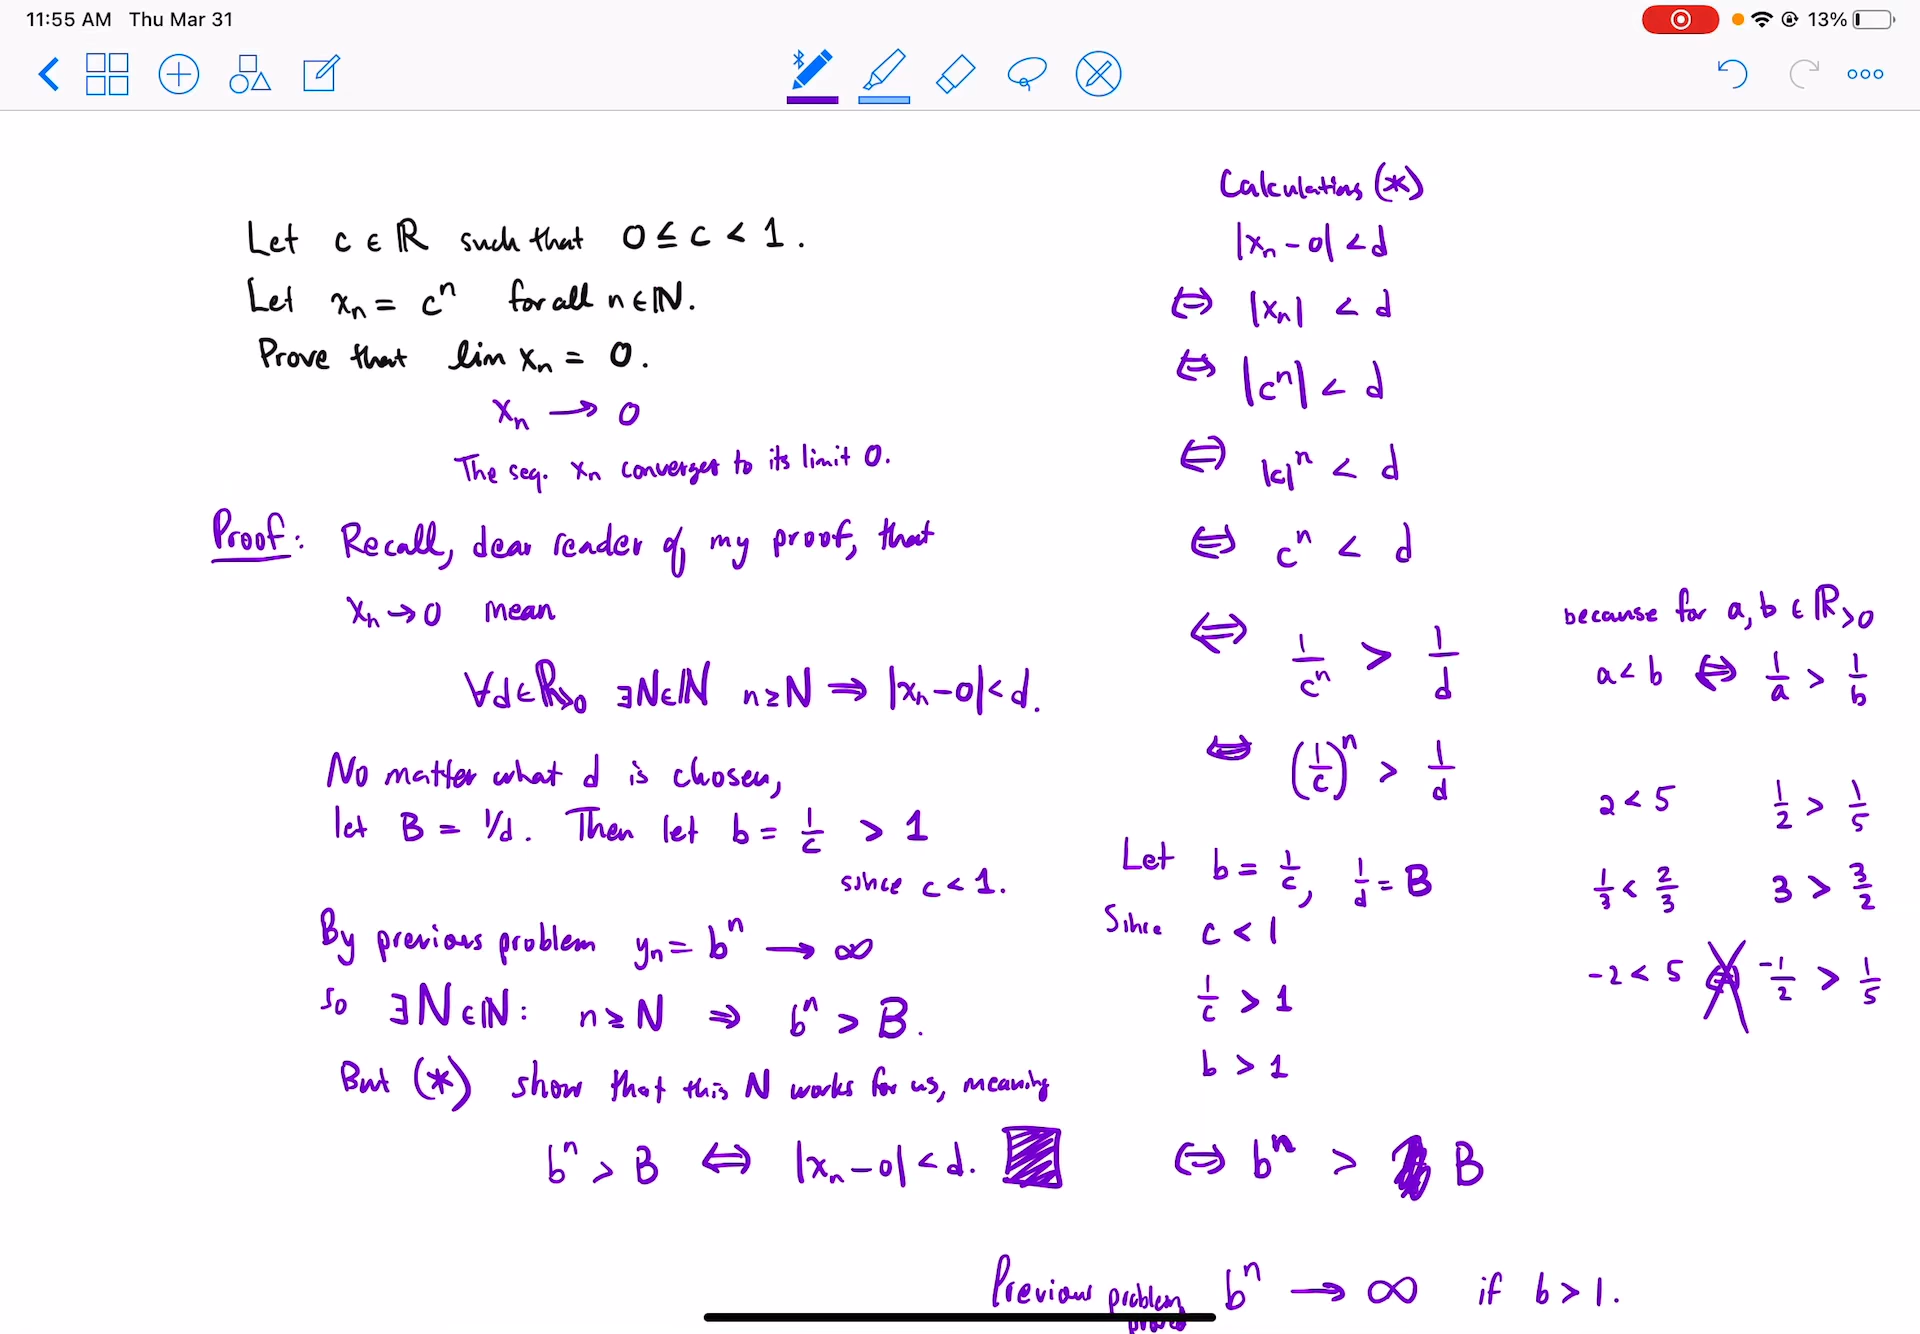 11:55 AM Thu Mar 31
13%
Let c ∈ ℝ such that 0 ≤ c < 1.
Let xₙ = cⁿ for all n ∈ ℕ.
Prove that lim xₙ = 0.
xₙ → 0
The seq. xₙ converges to its limit 0.
Proof: Recall, dear reader of my proof, that
xₙ → 0 mean
∀d∈ℝ>0 ∃N∈ℕ n≥N ⇒ |xₙ-0|<d.
No matter what d is chosen,
let B = 1/d. Then let b = 1/c > 1
since c < 1.
By previous problem yₙ = bⁿ → ∞
so ∃N∈ℕ: n≥N ⇒ bⁿ > B.
But (*) show that this N works for us, meaning
bⁿ > B ⇔ |xₙ-0| < d.
Calculations (*)
|xₙ - 0| < d
⇔ |xₙ| < d
⇔ |cⁿ| < d
⇔ |c|ⁿ < d
⇔ cⁿ < d
⇔ 1/cⁿ > 1/d
⇔ (1/c)ⁿ > 1/d
Let b = 1/c, 1/d = B
Since c < 1
1/c > 1
b > 1
⇔ bⁿ > B
because for a, b ∈ ℝ>0
a < b ⇔ 1/a > 1/b
2 < 5 1/2 > 1/5
1/3 < 2/3 3 > 3/2
-2 < 5 ⇔ -1/2 > 1/5
Previous problem bⁿ → ∞ if b > 1.